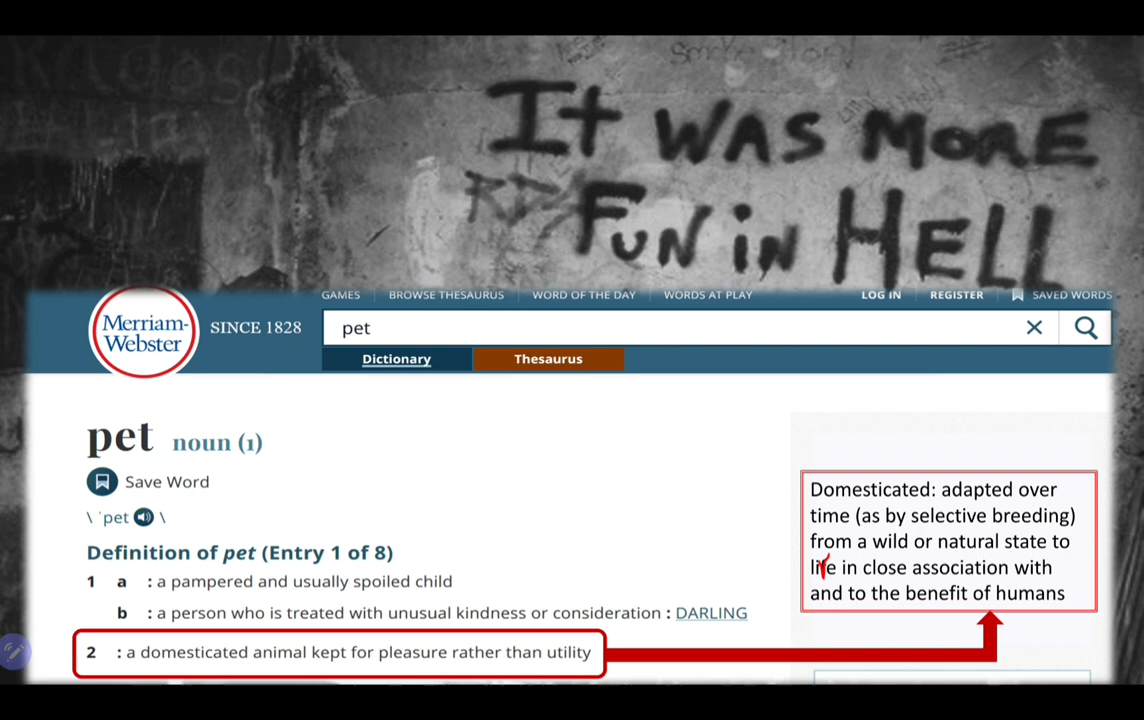 It WAS MORE
FUN in HELL
GAMES BROWSE THESAURUS WORD OF THE DAY WORDS AT PLAY LOG IN REGISTER SAVED WORDS
Merriam-
Webster
SINCE 1828
pet
Dictionary Thesaurus
pet noun (1)
Save Word
\ ˈpet \
Definition of pet (Entry 1 of 8)
1 a : a pampered and usually spoiled child
b : a person who is treated with unusual kindness or consideration : DARLING
2 : a domesticated animal kept for pleasure rather than utility
Domesticated: adapted over
time (as by selective breeding)
from a wild or natural state to
life in close association with
and to the benefit of humans